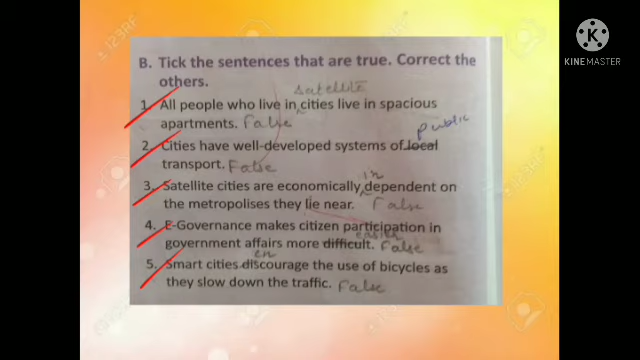 KINEMASTER
B. Tick the sentences that are true. Correct the
others.
satellite
1. All people who live in ^ cities live in spacious
apartments. False
public
2. Cities have well-developed systems of local
transport. False
in
3. Satellite cities are economically ^ dependent on
the metropolises they lie near. False
4. E-Governance makes citizen participation in
easier
government affairs more difficult. False
en
5. Smart cities discourage the use of bicycles as
they slow down the traffic. False
123RF
123RF